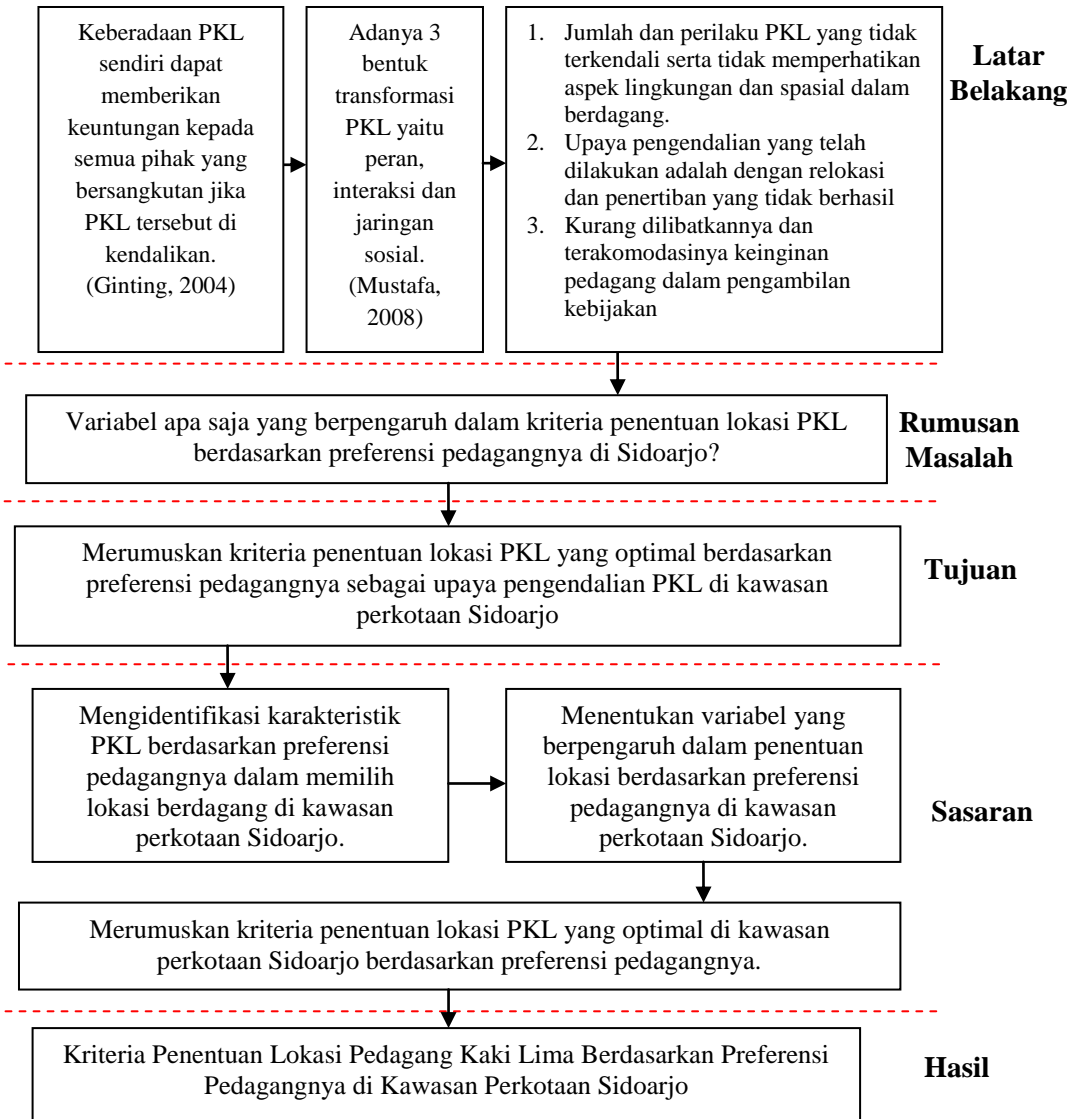 Keberadaan PKL
sendiri dapat
memberikan
keuntungan kepada
semua pihak yang
bersangkutan jika
PKL tersebut di
kendalikan.
(Ginting, 2004)
Adanya 3
bentuk
transformasi
PKL yaitu
peran,
interaksi dan
jaringan
sosial.
(Mustafa,
2008)
1. Jumlah dan perilaku PKL yang tidak
terkendali serta tidak memperhatikan
aspek lingkungan dan spasial dalam
berdagang.
2. Upaya pengendalian yang telah
dilakukan adalah dengan relokasi
dan penertiban yang tidak berhasil
3. Kurang dilibatkannya dan
terakomodasinya keinginan
pedagang dalam pengambilan
kebijakan
Latar
Belakang
Variabel apa saja yang berpengaruh dalam kriteria penentuan lokasi PKL
berdasarkan preferensi pedagangnya di Sidoarjo?
Rumusan
Masalah
Merumuskan kriteria penentuan lokasi PKL yang optimal berdasarkan
preferensi pedagangnya sebagai upaya pengendalian PKL di kawasan
perkotaan Sidoarjo
Tujuan
Mengidentifikasi karakteristik
PKL berdasarkan preferensi
pedagangnya dalam memilih
lokasi berdagang di kawasan
perkotaan Sidoarjo.
Menentukan variabel yang
berpengaruh dalam penentuan
lokasi berdasarkan preferensi
pedagangnya di kawasan
perkotaan Sidoarjo.
Sasaran
Merumuskan kriteria penentuan lokasi PKL yang optimal di kawasan
perkotaan Sidoarjo berdasarkan preferensi pedagangnya.
Kriteria Penentuan Lokasi Pedagang Kaki Lima Berdasarkan Preferensi
Pedagangnya di Kawasan Perkotaan Sidoarjo
Hasil